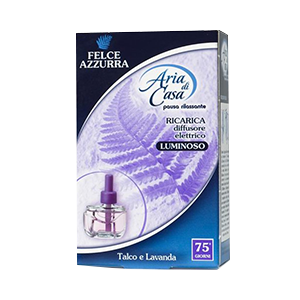 FELCE
AZZURRA
Aria di
Casa
pausa rilassante
RICARICA
diffusore
elettrico
LUMINOSO
Talco e Lavanda
75*
GIORNI